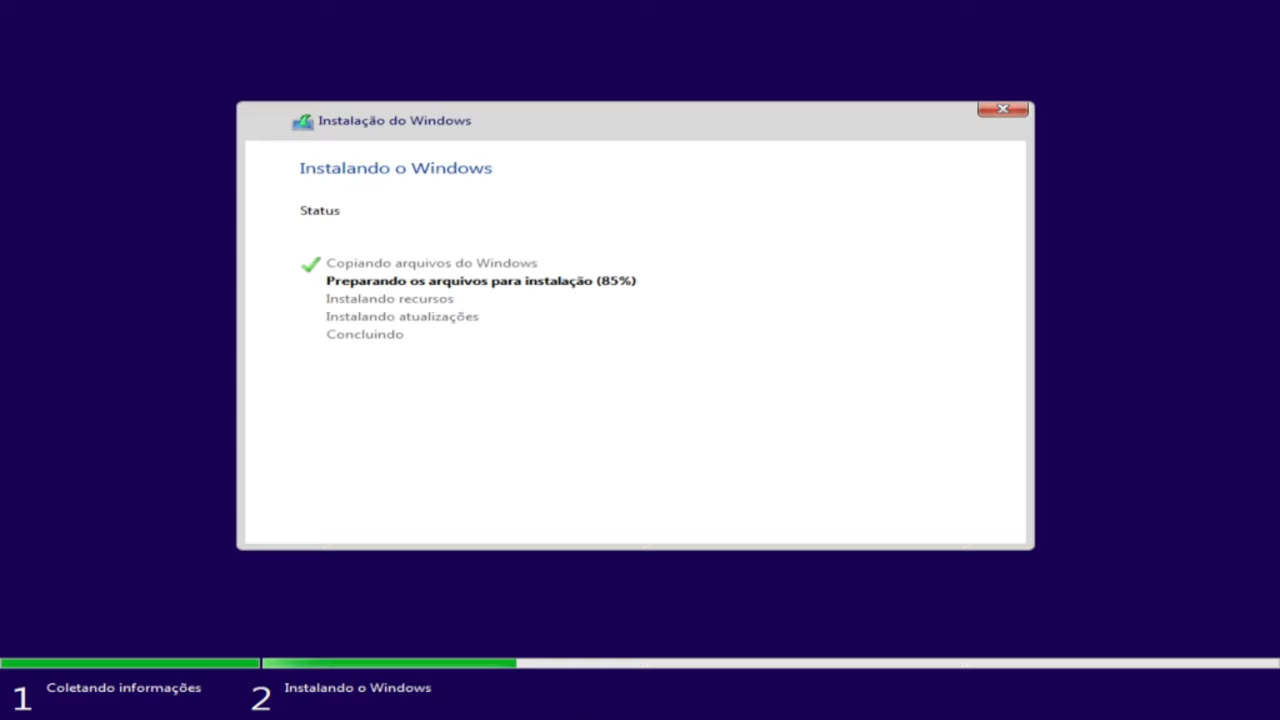 Instalação do Windows
Instalando o Windows
Status
Copiando arquivos do Windows
Preparando os arquivos para instalação (85%)
Instalando recursos
Instalando atualizações
Concluindo
1 Coletando informações
2 Instalando o Windows